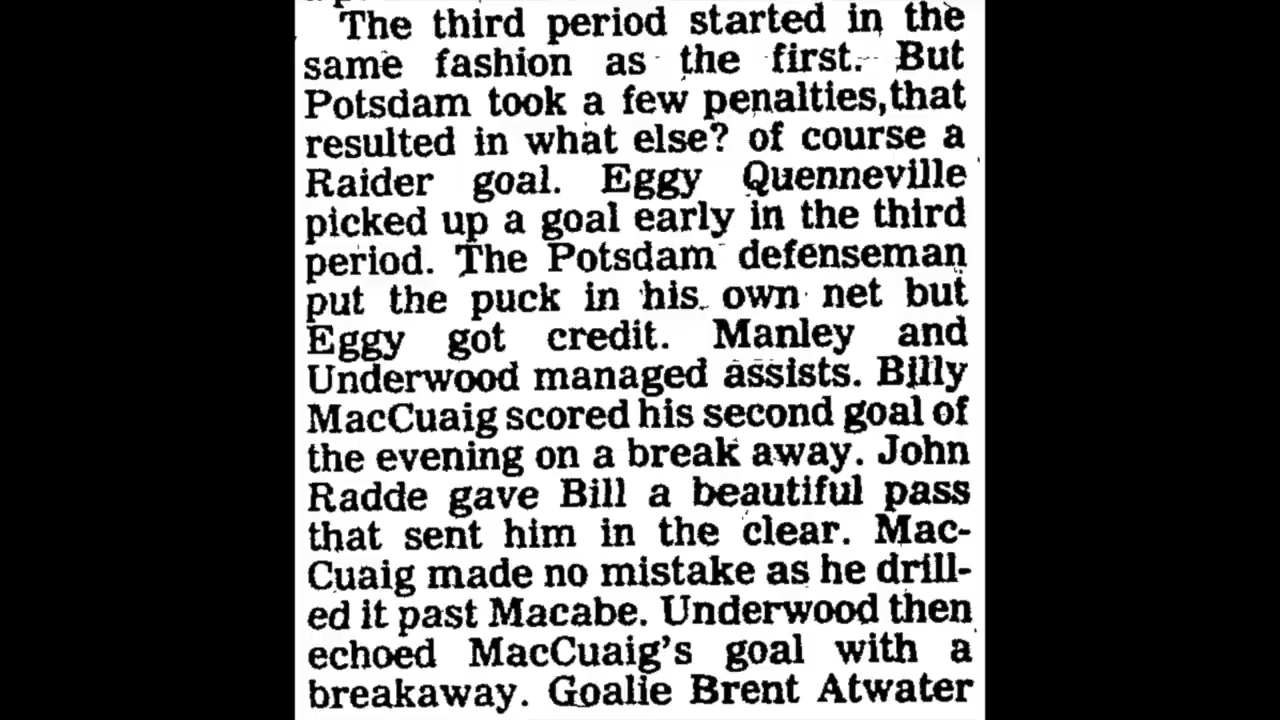 The third period started in the
same fashion as the first. But
Potsdam took a few penalties,that
resulted in what else? of course a
Raider goal. Eggy Quenneville
picked up a goal early in the third
period. The Potsdam defenseman
put the puck in his own net but
Eggy got credit. Manley and
Underwood managed assists. Billy
MacCuaig scored his second goal of
the evening on a break away. John
Radde gave Bill a beautiful pass
that sent him in the clear. Mac-
Cuaig made no mistake as he drill-
ed it past Macabe. Underwood then
echoed MacCuaig's goal with a
breakaway. Goalie Brent Atwater